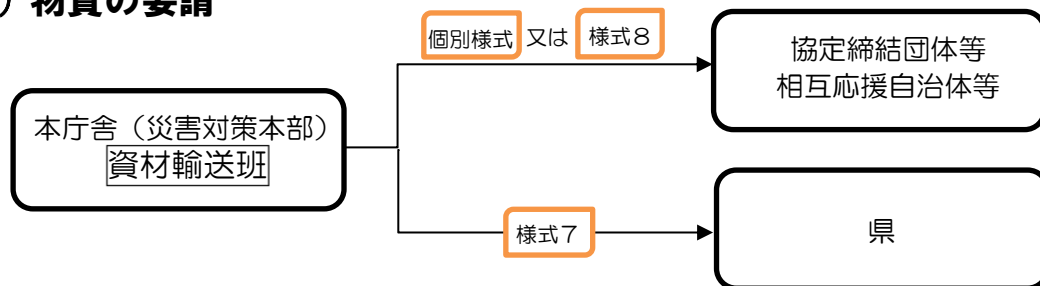 物資の要請
個別様式 又は 様式8
協定締結団体等
相互応援自治体等
本庁舎（災害対策本部）
資材輸送班
様式7
県